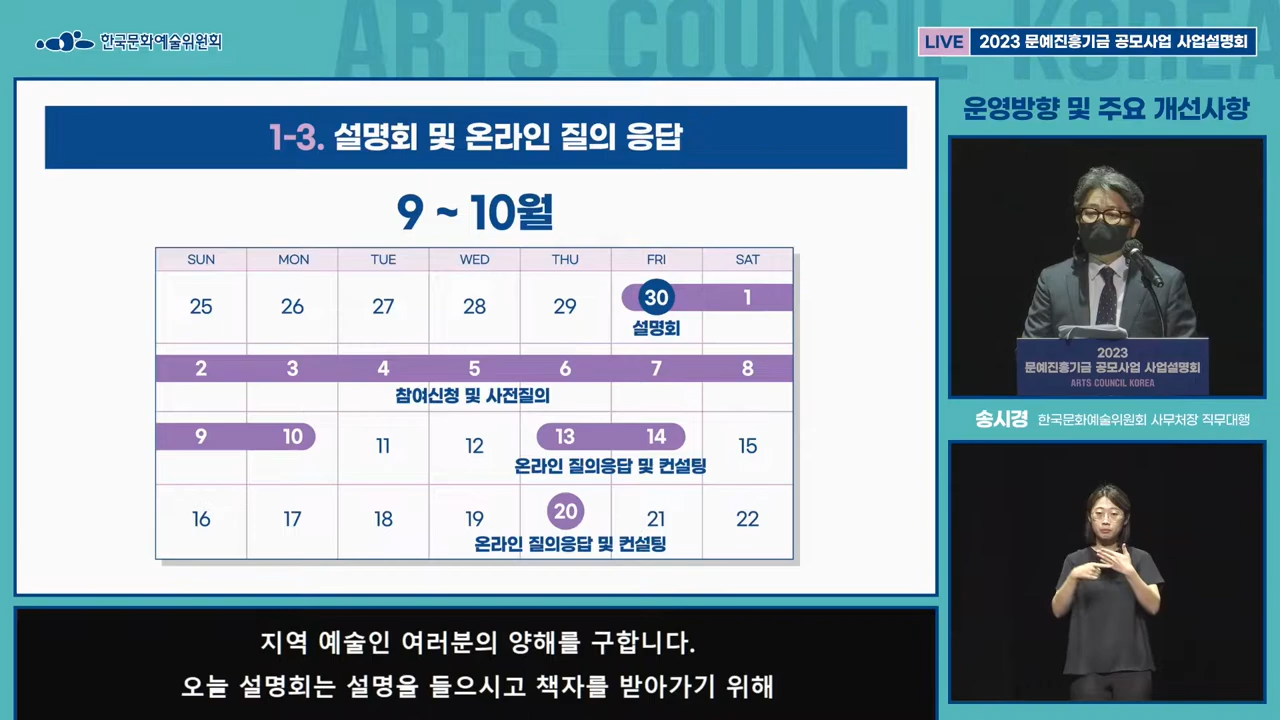 ARTS COUNCIL KOREA
한국문화예술위원회
LIVE 2023 문예진흥기금 공모사업 사업설명회
1-3. 설명회 및 온라인 질의 응답
9 ~ 10월
SUN MON TUE WED THU FRI SAT
25 26 27 28 29 30 1
설명회
2 3 4 5 6 7 8
참여신청 및 사전질의
9 10 11 12 13 14 15
온라인 질의응답 및 컨설팅
16 17 18 19 20 21 22
온라인 질의응답 및 컨설팅
운영방향 및 주요 개선사항
2023
문예진흥기금 공모사업 사업설명회
ARTS COUNCIL KOREA
송시경 한국문화예술위원회 사무처장 직무대행
지역 예술인 여러분의 양해를 구합니다.
오늘 설명회는 설명을 들으시고 책자를 받아가기 위해